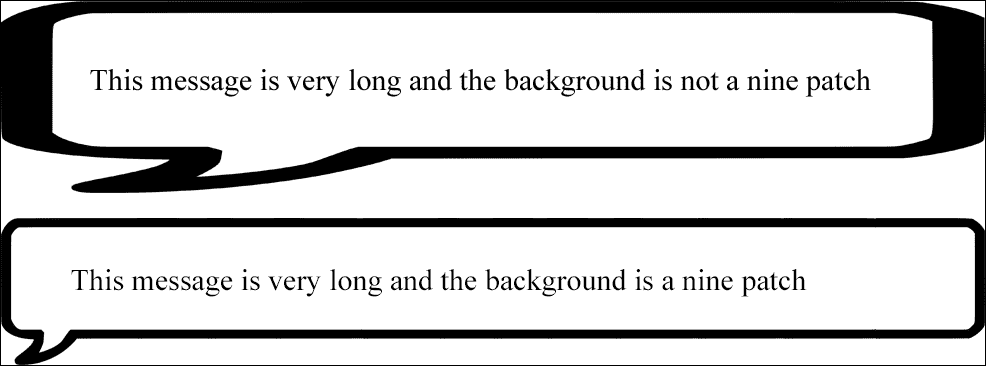 This message is very long and the background is not a nine patch
This message is very long and the background is a nine patch